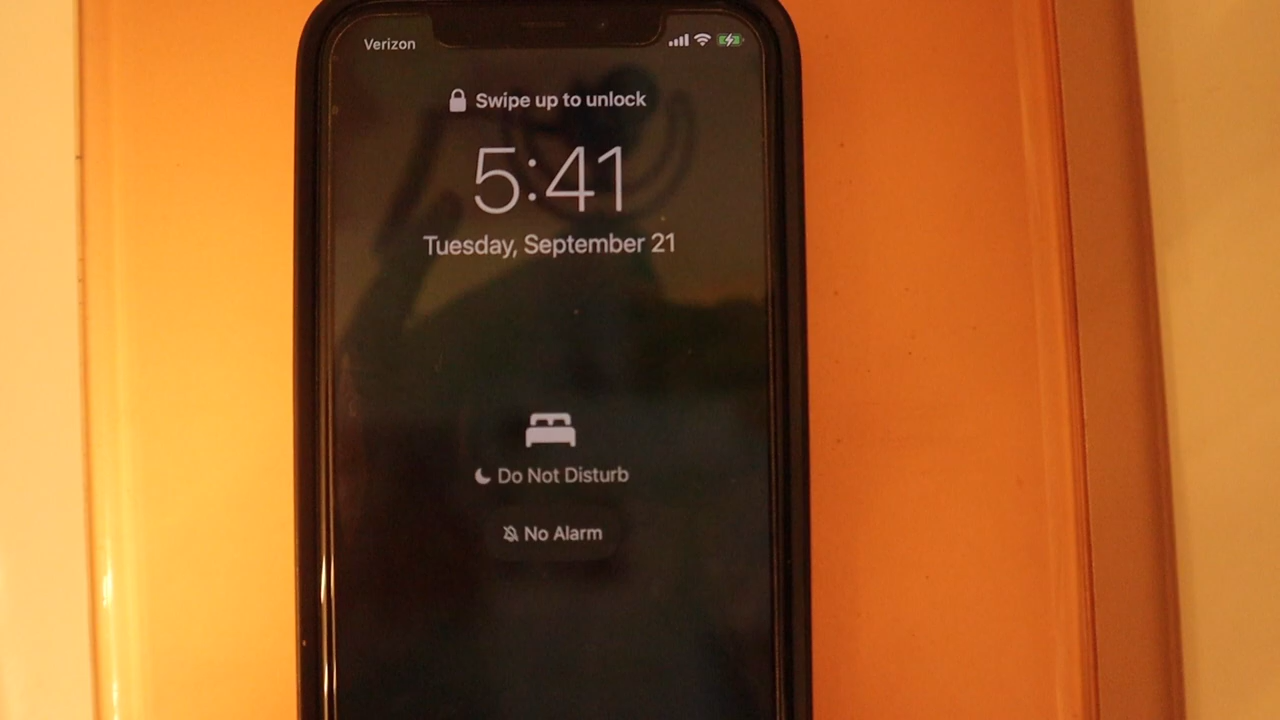 Verizon
Swipe up to unlock
5:41
Tuesday, September 21
Do Not Disturb
No Alarm